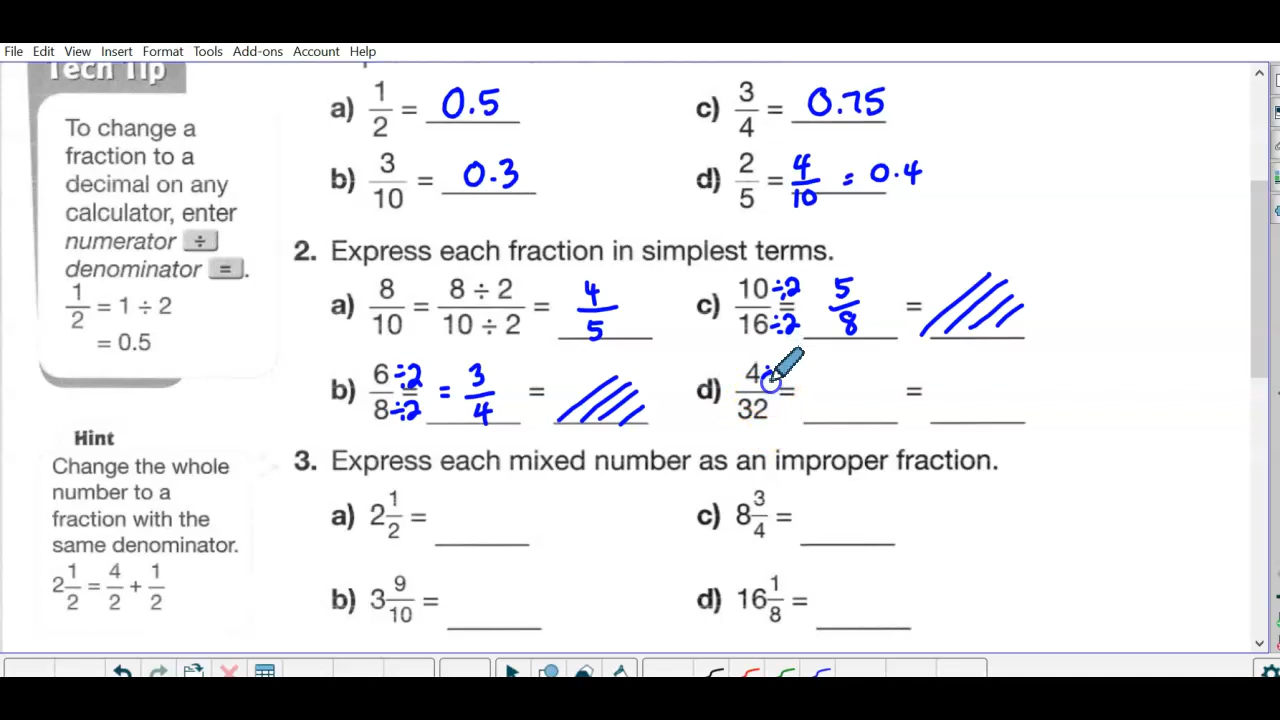 File Edit View Insert Format Tools Add-ons Account Help
Tech Tip
To change a
fraction to a
decimal on any
calculator, enter
numerator ÷
denominator = .
1/2 = 1 ÷ 2
= 0.5
Hint
Change the whole
number to a
fraction with the
same denominator.
2 1/2 = 4/2 + 1/2
a) 1/2 = 0.5
c) 3/4 = 0.75
b) 3/10 = 0.3
d) 2/5 = 4/10 = 0.4
2. Express each fraction in simplest terms.
a) 8/10 = 8 ÷ 2/10 ÷ 2 = 4/5
c) 10÷2/16÷2 = 5/8 =
b) 6÷2/8÷2 = = 3/4 =
d) 4÷/32 = =
3. Express each mixed number as an improper fraction.
a) 2 1/2 =
c) 8 3/4 =
b) 3 9/10 =
d) 16 1/8 =